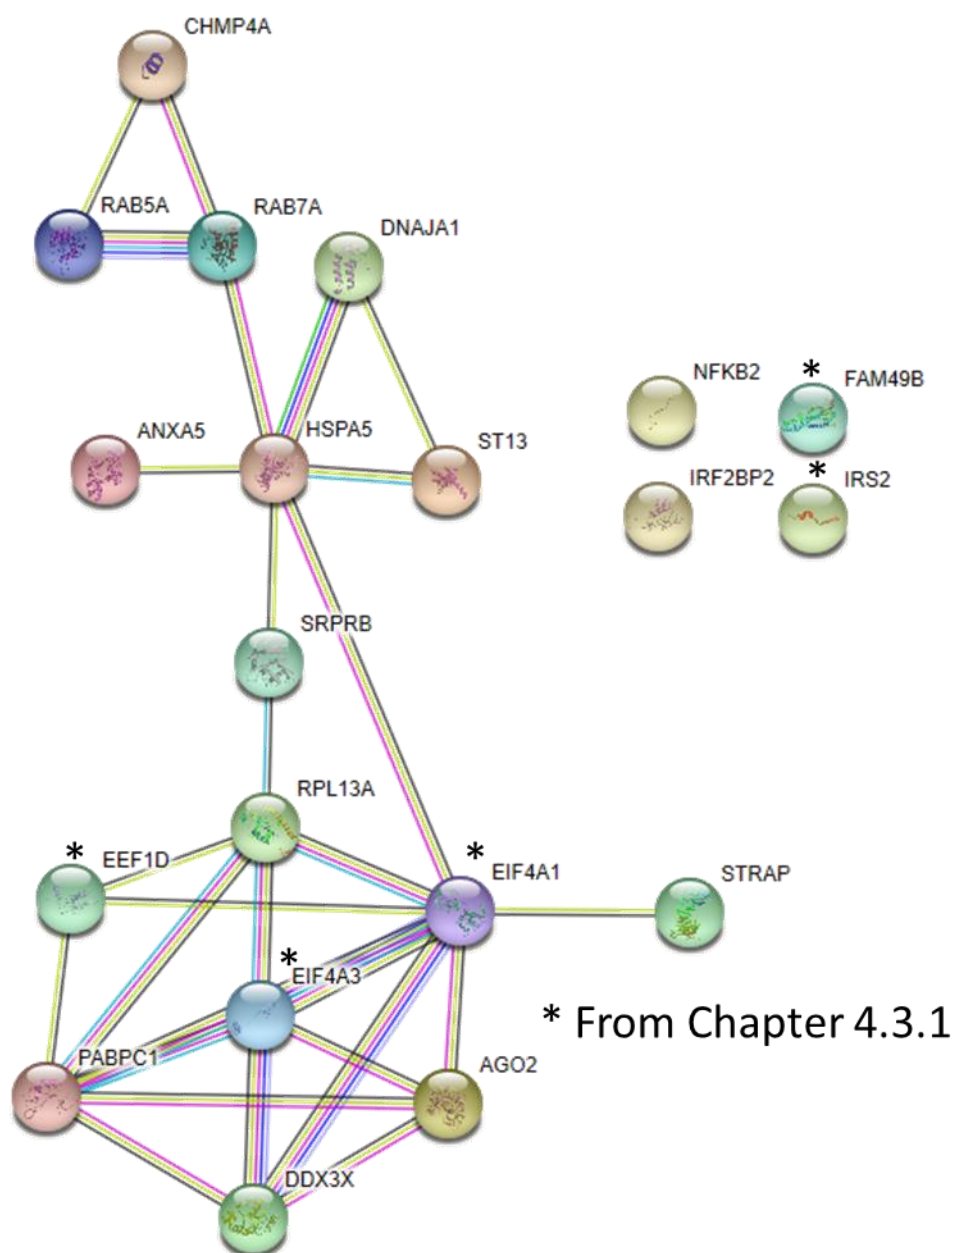 CHMP4A
RAB5A
RAB7A
DNAJA1
NFKB2
*
FAM49B
ANXA5
HSPA5
ST13
IRF2BP2
*
IRS2
SRPRB
RPL13A
*
EEF1D
*
EIF4A1
STRAP
*
EIF4A3
* From Chapter 4.3.1
PABPC1
AGO2
DDX3X